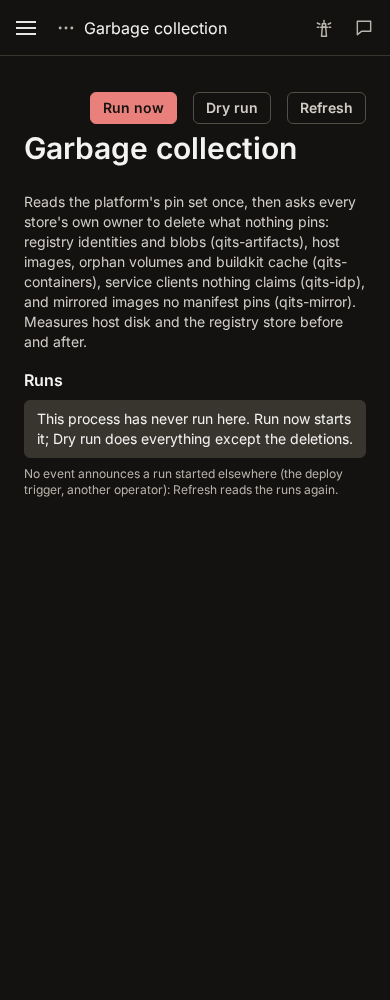 Garbage collection
Run now
Dry run
Refresh
Garbage collection
Reads the platform's pin set once, then asks every
store's own owner to delete what nothing pins:
registry identities and blobs (qits-artifacts), host
images, orphan volumes and buildkit cache (qits-
containers), service clients nothing claims (qits-idp),
and mirrored images no manifest pins (qits-mirror).
Measures host disk and the registry store before
and after.
Runs
This process has never run here. Run now starts
it; Dry run does everything except the deletions.
No event announces a run started elsewhere (the deploy
trigger, another operator): Refresh reads the runs again.